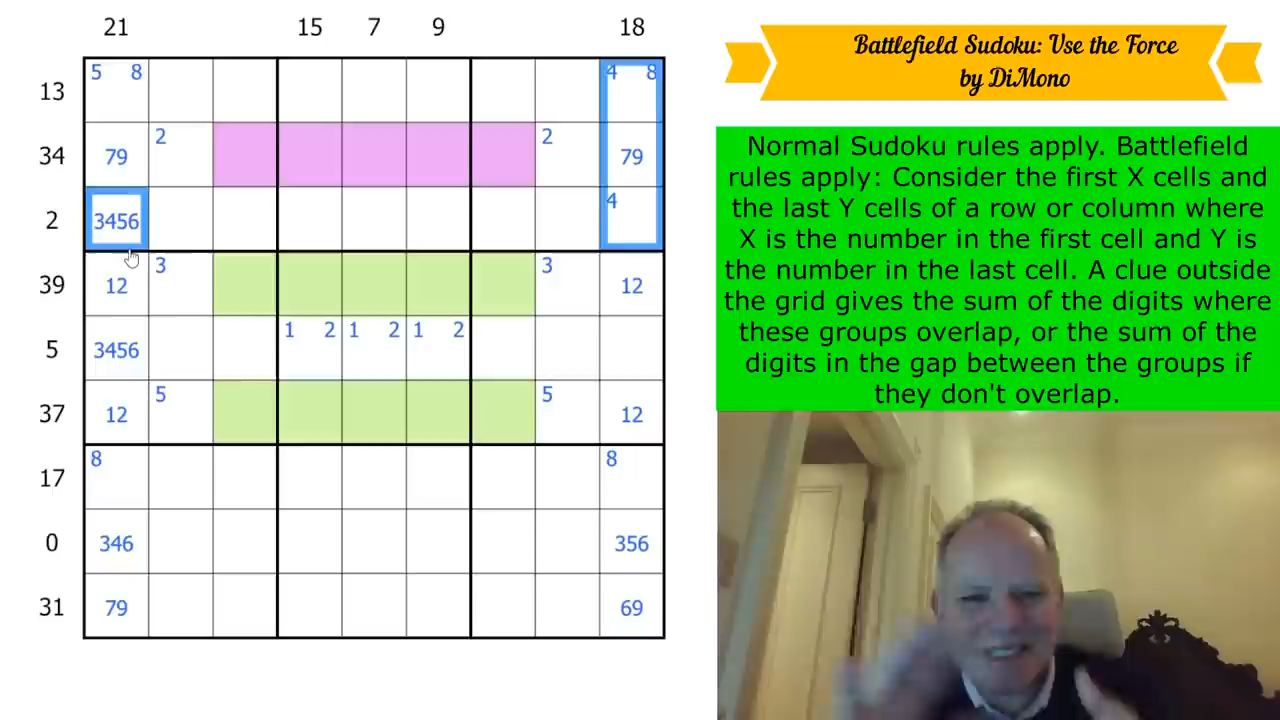 21 15 7 9 18
Battlefield Sudoku: Use the Force
by DiMono
13 5 8 4 8
34 79 2 2 79
2 3456 4
39 12 3 3 12
5 3456 1 2 1 2 1 2
37 12 5 5 12
17 8 8
0 346 356
31 79 69
Normal Sudoku rules apply. Battlefield
rules apply: Consider the first X cells and
the last Y cells of a row or column where
X is the number in the first cell and Y is
the number in the last cell. A clue outside
the grid gives the sum of the digits where
these groups overlap, or the sum of the
digits in the gap between the groups if
they don't overlap.